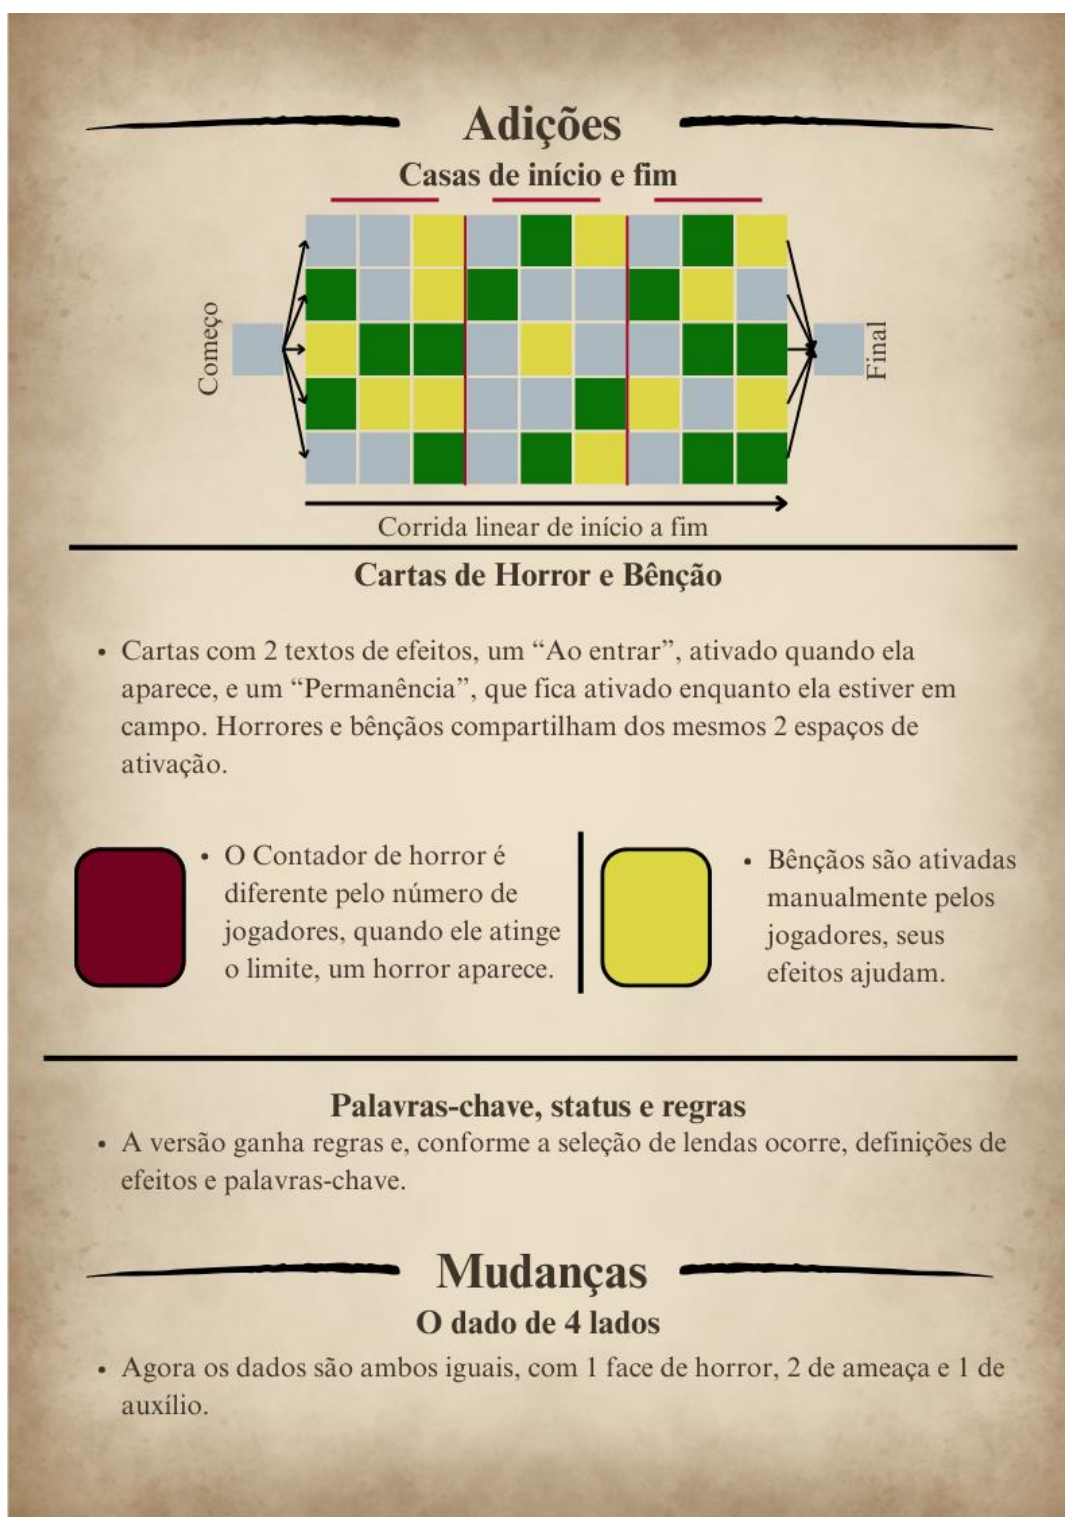 Adições
Casas de início e fim
Começo
Final
Corrida linear de início a fim
Cartas de Horror e Bênção
• Cartas com 2 textos de efeitos, um “Ao entrar”, ativado quando ela
aparece, e um “Permanência”, que fica ativado enquanto ela estiver em
campo. Horrores e bênçãos compartilham dos mesmos 2 espaços de
ativação.
• O Contador de horror é
diferente pelo número de
jogadores, quando ele atinge
o limite, um horror aparece.
• Bênçãos são ativadas
manualmente pelos
jogadores, seus
efeitos ajudam.
Palavras-chave, status e regras
• A versão ganha regras e, conforme a seleção de lendas ocorre, definições de
efeitos e palavras-chave.
Mudanças
O dado de 4 lados
• Agora os dados são ambos iguais, com 1 face de horror, 2 de ameaça e 1 de
auxílio.